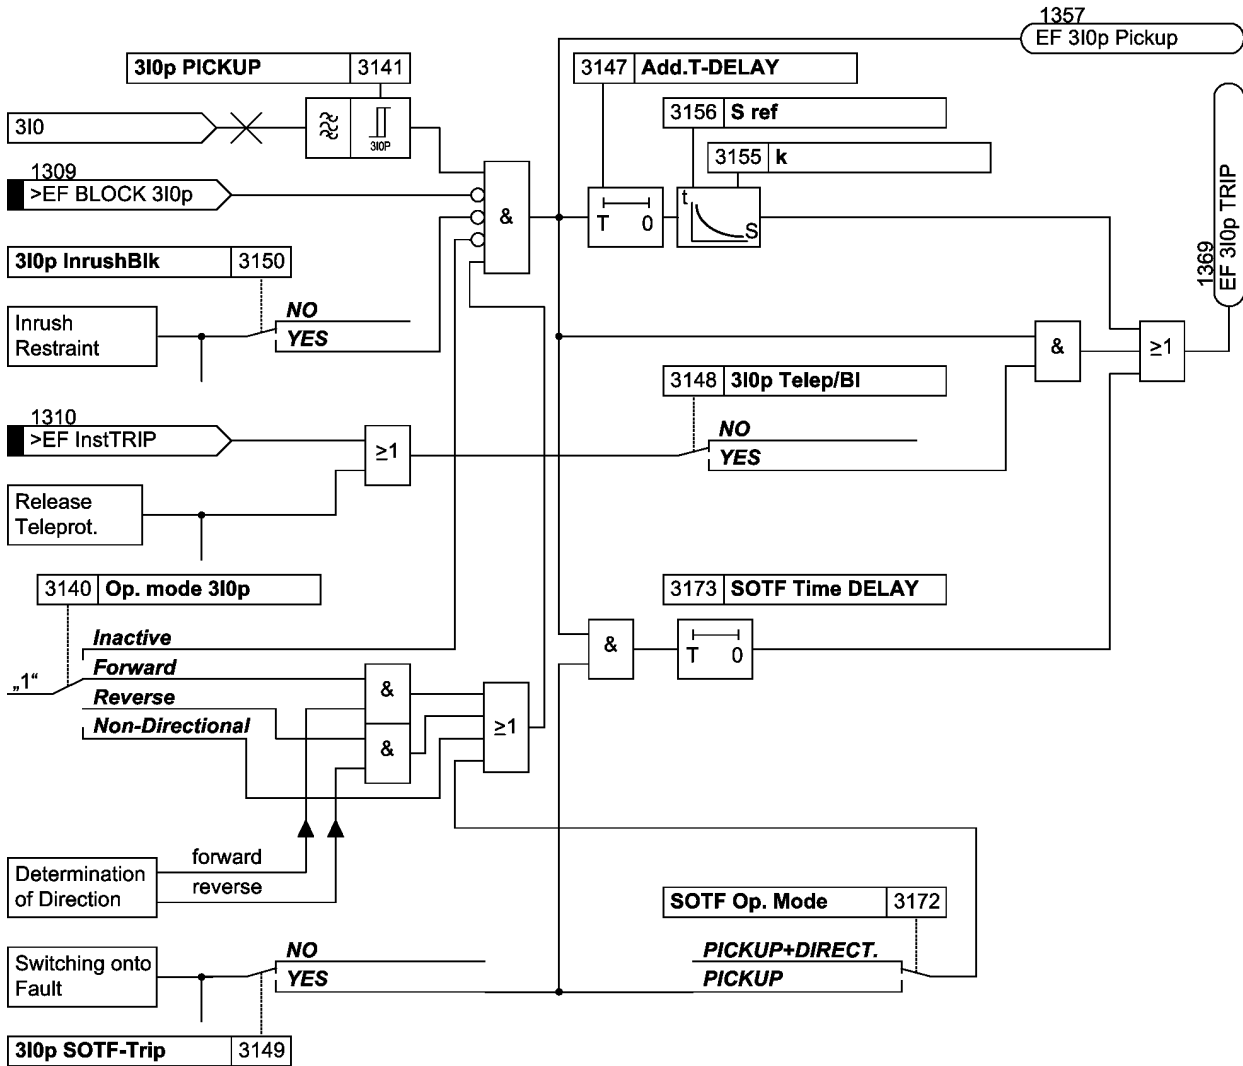 1357
EF 3I0p Pickup
3I0p PICKUP 3141
3147 Add.T-DELAY
3156 S ref
3155 k
3I0
3I0P
1309
>EF BLOCK 3I0p
&
T 0
t
S
1369
EF 3I0p TRIP
3I0p InrushBlk 3150
NO
YES
Inrush
Restraint
&
≥1
3148 3I0p Telep/Bl
NO
YES
1310
>EF InstTRIP
≥1
Release
Teleprot.
3140 Op. mode 3I0p
3173 SOTF Time DELAY
Inactive
Forward
Reverse
Non-Directional
„1“
&
&
≥1
&
T 0
forward
reverse
Determination
of Direction
SOTF Op. Mode 3172
PICKUP+DIRECT.
PICKUP
NO
YES
Switching onto
Fault
3I0p SOTF-Trip 3149